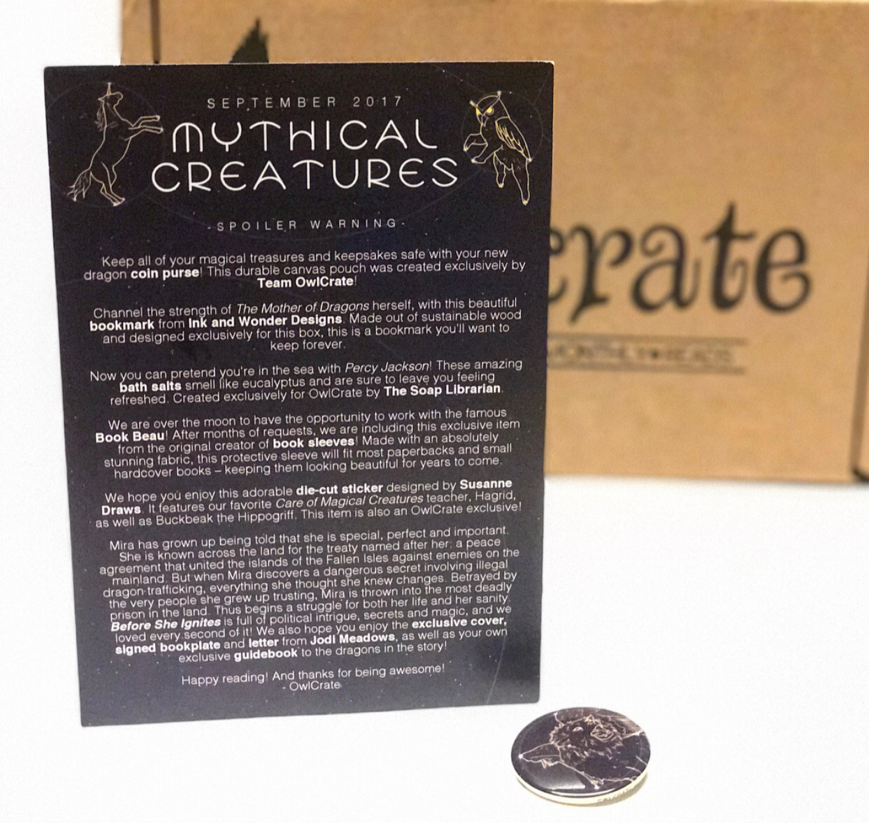 SEPTEMBER 2017
MYTHICAL
CREATURES
-SPOILER WARNING-
Keep all of your magical treasures and keepsakes safe with your new
dragon coin purse! This durable canvas pouch was created exclusively by
Team OwlCrate!
Channel the strength of The Mother of Dragons herself, with this beautiful
bookmark from Ink and Wonder Designs. Made out of sustainable wood
and designed exclusively for this box, this is a bookmark you'll want to
keep forever.
Now you can pretend you're in the sea with Percy Jackson! These amazing
bath salts smell like eucalyptus and are sure to leave you feeling
refreshed. Created exclusively for OwlCrate by The Soap Librarian.
We are over the moon to have the opportunity to work with the famous
Book Beau! After months of requests, we are including this exclusive item
from the original creator of book sleeves! Made with an absolutely
stunning fabric, this protective sleeve will fit most paperbacks and small
hardcover books – keeping them looking beautiful for years to come.
We hope you enjoy this adorable die-cut sticker designed by Susanne
Draws. It features our favorite Care of Magical Creatures teacher, Hagrid,
as well as Buckbeak the Hippogriff. This item is also an OwlCrate exclusive!
Mira has grown up being told that she is special, perfect and important.
She is known across the land for the treaty named after her: a peace
agreement that united the islands of the Fallen Isles against enemies on the
mainland. But when Mira discovers a dangerous secret involving illegal
dragon trafficking, everything she thought she knew changes. Betrayed by
the very people she grew up trusting, Mira is thrown into the most deadly
prison in the land. Thus begins a struggle for both her life and her sanity.
Before She Ignites is full of political intrigue, secrets and magic, and we
loved every second of it! We also hope you enjoy the exclusive cover,
signed bookplate and letter from Jodi Meadows, as well as your own
exclusive guidebook to the dragons in the story!
Happy reading! And thanks for being awesome!
- OwlCrate
crate